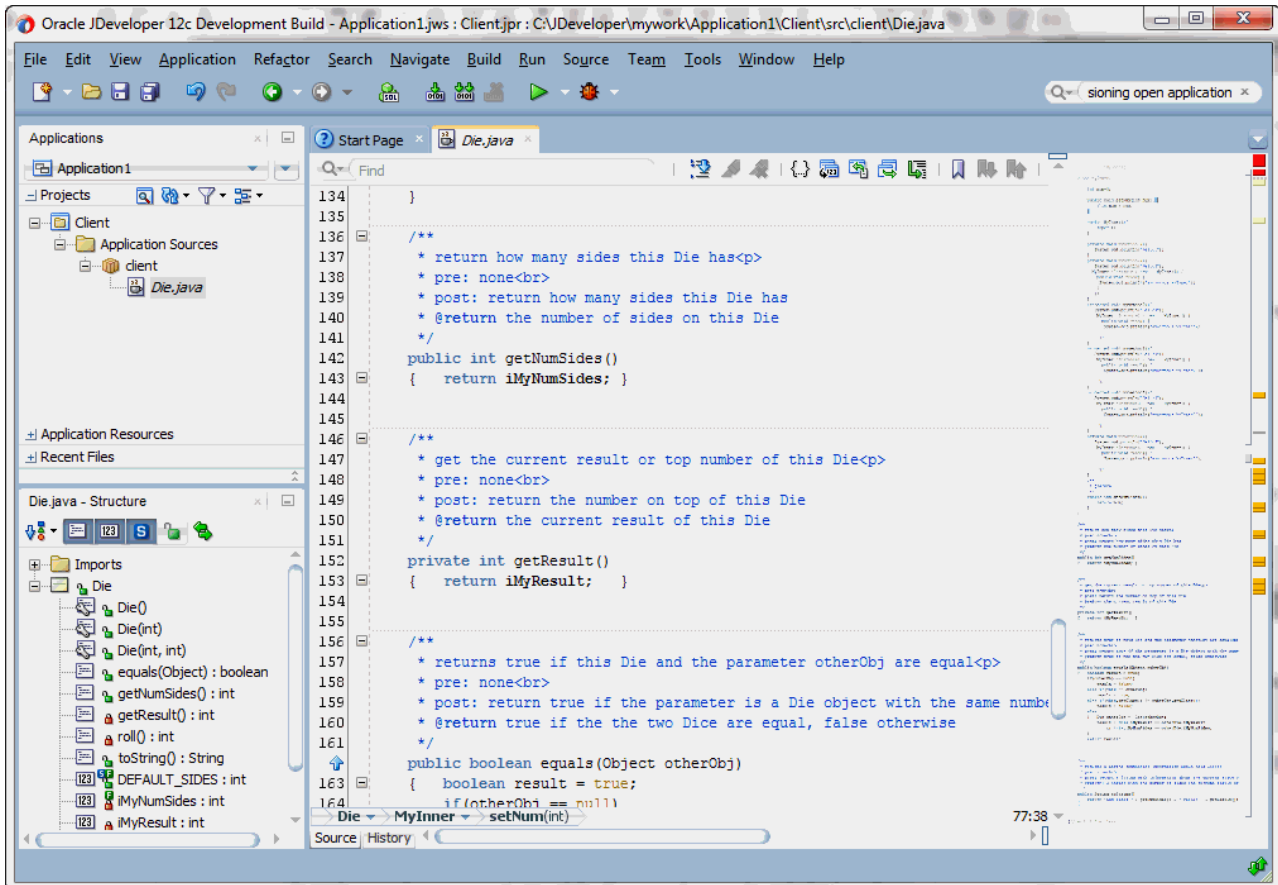 Oracle JDeveloper 12c Development Build - Application1.jws : Client.jpr : C:\JDeveloper\mywork\Application1\Client\src\client\Die.java
File Edit View Application Refactor Search Navigate Build Run Source Team Tools Window Help
sioning open application
Applications
Application1
Projects
Client
Application Sources
client
Die.java
Application Resources
Recent Files
Die.java - Structure
Imports
Die
Die()
Die(int)
Die(int, int)
equals(Object) : boolean
getNumSides() : int
getResult() : int
roll() : int
toString() : String
DEFAULT_SIDES : int
iMyNumSides : int
iMyResult : int
Start Page Die.java
Find
134 }
135
136 /**
137 * return how many sides this Die has<p>
138 * pre: none<br>
139 * post: return how many sides this Die has
140 * @return the number of sides on this Die
141 */
142 public int getNumSides()
143 { return iMyNumSides; }
144
145
146 /**
147 * get the current result or top number of this Die<p>
148 * pre: none<br>
149 * post: return the number on top of this Die
150 * @return the current result of this Die
151 */
152 private int getResult()
153 { return iMyResult; }
154
155
156 /**
157 * returns true if this Die and the parameter otherObj are equal<p>
158 * pre: none<br>
159 * post: return true if the parameter is a Die object with the same numbe
160 * @return true if the the two Dice are equal, false otherwise
161 */
public boolean equals(Object otherObj)
163 { boolean result = true;
164 if(otherObj == null)
Die MyInner setNum(int) 77:38
Source History